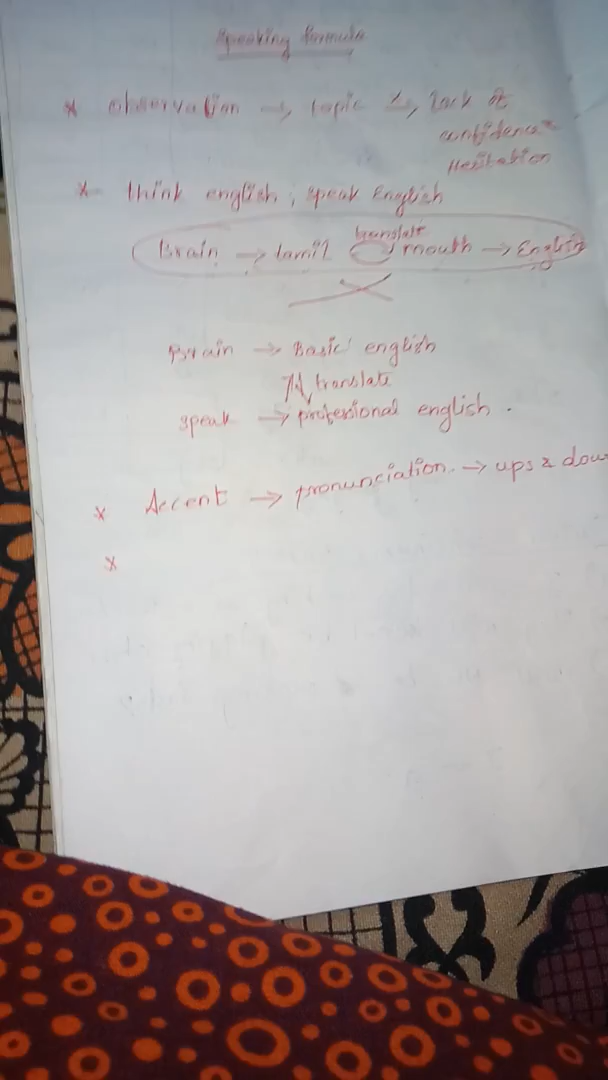 Speaking formula
* Observation → topic → lack of
confidence
Hesitation
* think english, speak English
translate
Brain → tamil mouth → English
Brain → Basic english
translate
speak → professional english.
* Accent → pronunciation → ups & dow
*